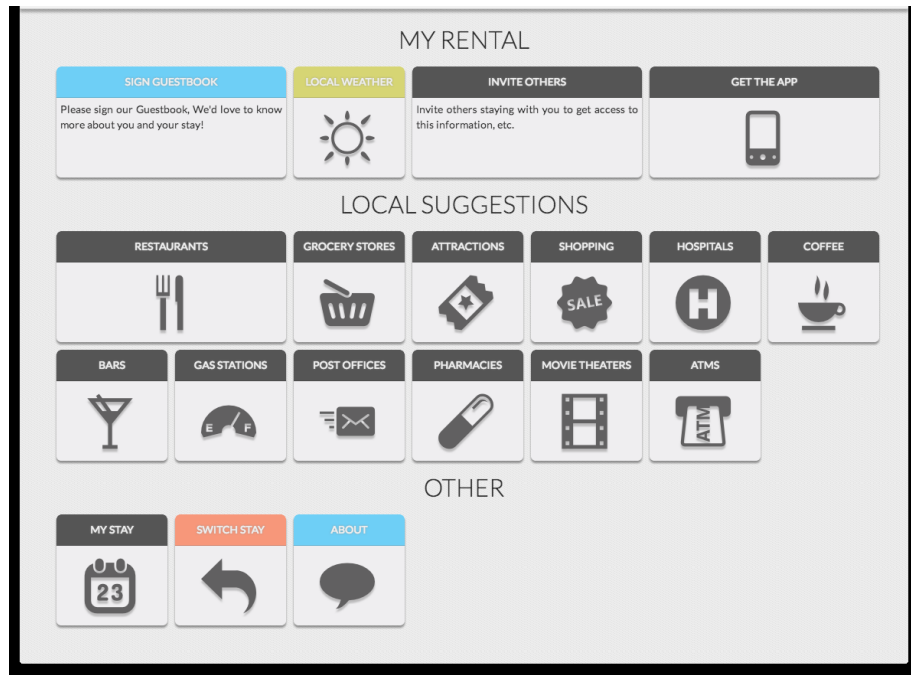 MY RENTAL
SIGN GUESTBOOK
Please sign our Guestbook, We'd love to know
more about you and your stay!
LOCAL WEATHER
INVITE OTHERS
Invite others staying with you to get access to
this information, etc.
GET THE APP
LOCAL SUGGESTIONS
RESTAURANTS
GROCERY STORES
ATTRACTIONS
SHOPPING
SALE
HOSPITALS
H
COFFEE
BARS
GAS STATIONS
E F
POST OFFICES
PHARMACIES
MOVIE THEATERS
ATMS
ATM
OTHER
MY STAY
23
SWITCH STAY
ABOUT